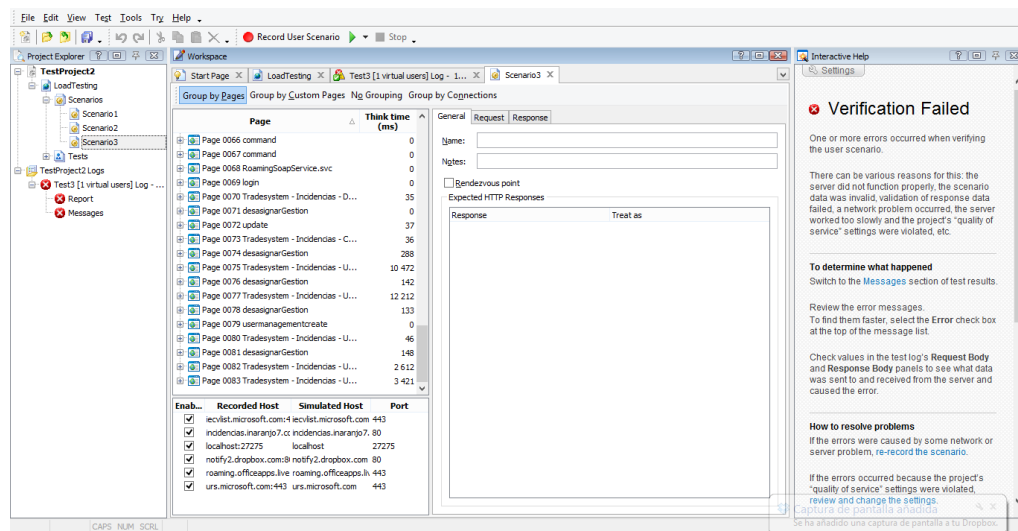 File Edit View Test Tools Try Help
Record User Scenario Stop
Project Explorer
TestProject2
LoadTesting
Scenarios
Scenario1
Scenario2
Scenario3
Tests
TestProject2 Logs
Test3 [1 virtual users] Log - ...
Report
Messages
Workspace
Start Page LoadTesting Test3 [1 virtual users] Log - 1... Scenario3
Group by Pages Group by Custom Pages No Grouping Group by Connections
Page Think time (ms)
Page 0066 command 0
Page 0067 command 0
Page 0068 RoamingSoapService.svc 0
Page 0069 login 0
Page 0070 Tradesystem - Incidencias - D... 35
Page 0071 desasignarGestion 0
Page 0072 update 37
Page 0073 Tradesystem - Incidencias - C... 36
Page 0074 desasignarGestion 288
Page 0075 Tradesystem - Incidencias - U... 10 472
Page 0076 desasignarGestion 142
Page 0077 Tradesystem - Incidencias - U... 12 212
Page 0078 desasignarGestion 133
Page 0079 usermanagementcreate 0
Page 0080 Tradesystem - Incidencias - U... 46
Page 0081 desasignarGestion 148
Page 0082 Tradesystem - Incidencias - U... 2 612
Page 0083 Tradesystem - Incidencias - U... 3 421
Enab... Recorded Host Simulated Host Port
iecvlist.microsoft.com:4 iecvlist.microsoft.com 443
incidencias.inaranjo7.cc incidencias.inaranjo7. 80
localhost:27275 localhost 27275
notify2.dropbox.com:8 notify2.dropbox.com 80
roaming.officeapps.live roaming.officeapps.li 443
urs.microsoft.com:443 urs.microsoft.com 443
General Request Response
Name:
Notes:
Rendezvous point
Expected HTTP Responses
Response Treat as
Interactive Help
Settings
Verification Failed
One or more errors occurred when verifying
the user scenario.
There can be various reasons for this: the
server did not function properly, the scenario
data was invalid, validation of response data
failed, a network problem occurred, the server
worked too slowly and the project's "quality of
service" settings were violated, etc.
To determine what happened
Switch to the Messages section of test results.
Review the error messages.
To find them faster, select the Error check box
at the top of the message list.
Check values in the test log's Request Body
and Response Body panels to see what data
was sent to and received from the server and
caused the error.
How to resolve problems
If the errors were caused by some network or
server problem, re-record the scenario.
If the errors occurred because the project's
"quality of service" settings were violated,
review and change the settings.
Captura de pantalla añadida
Se ha añadido una captura de pantalla a tu Dropbox.
CAPS NUM SCRL